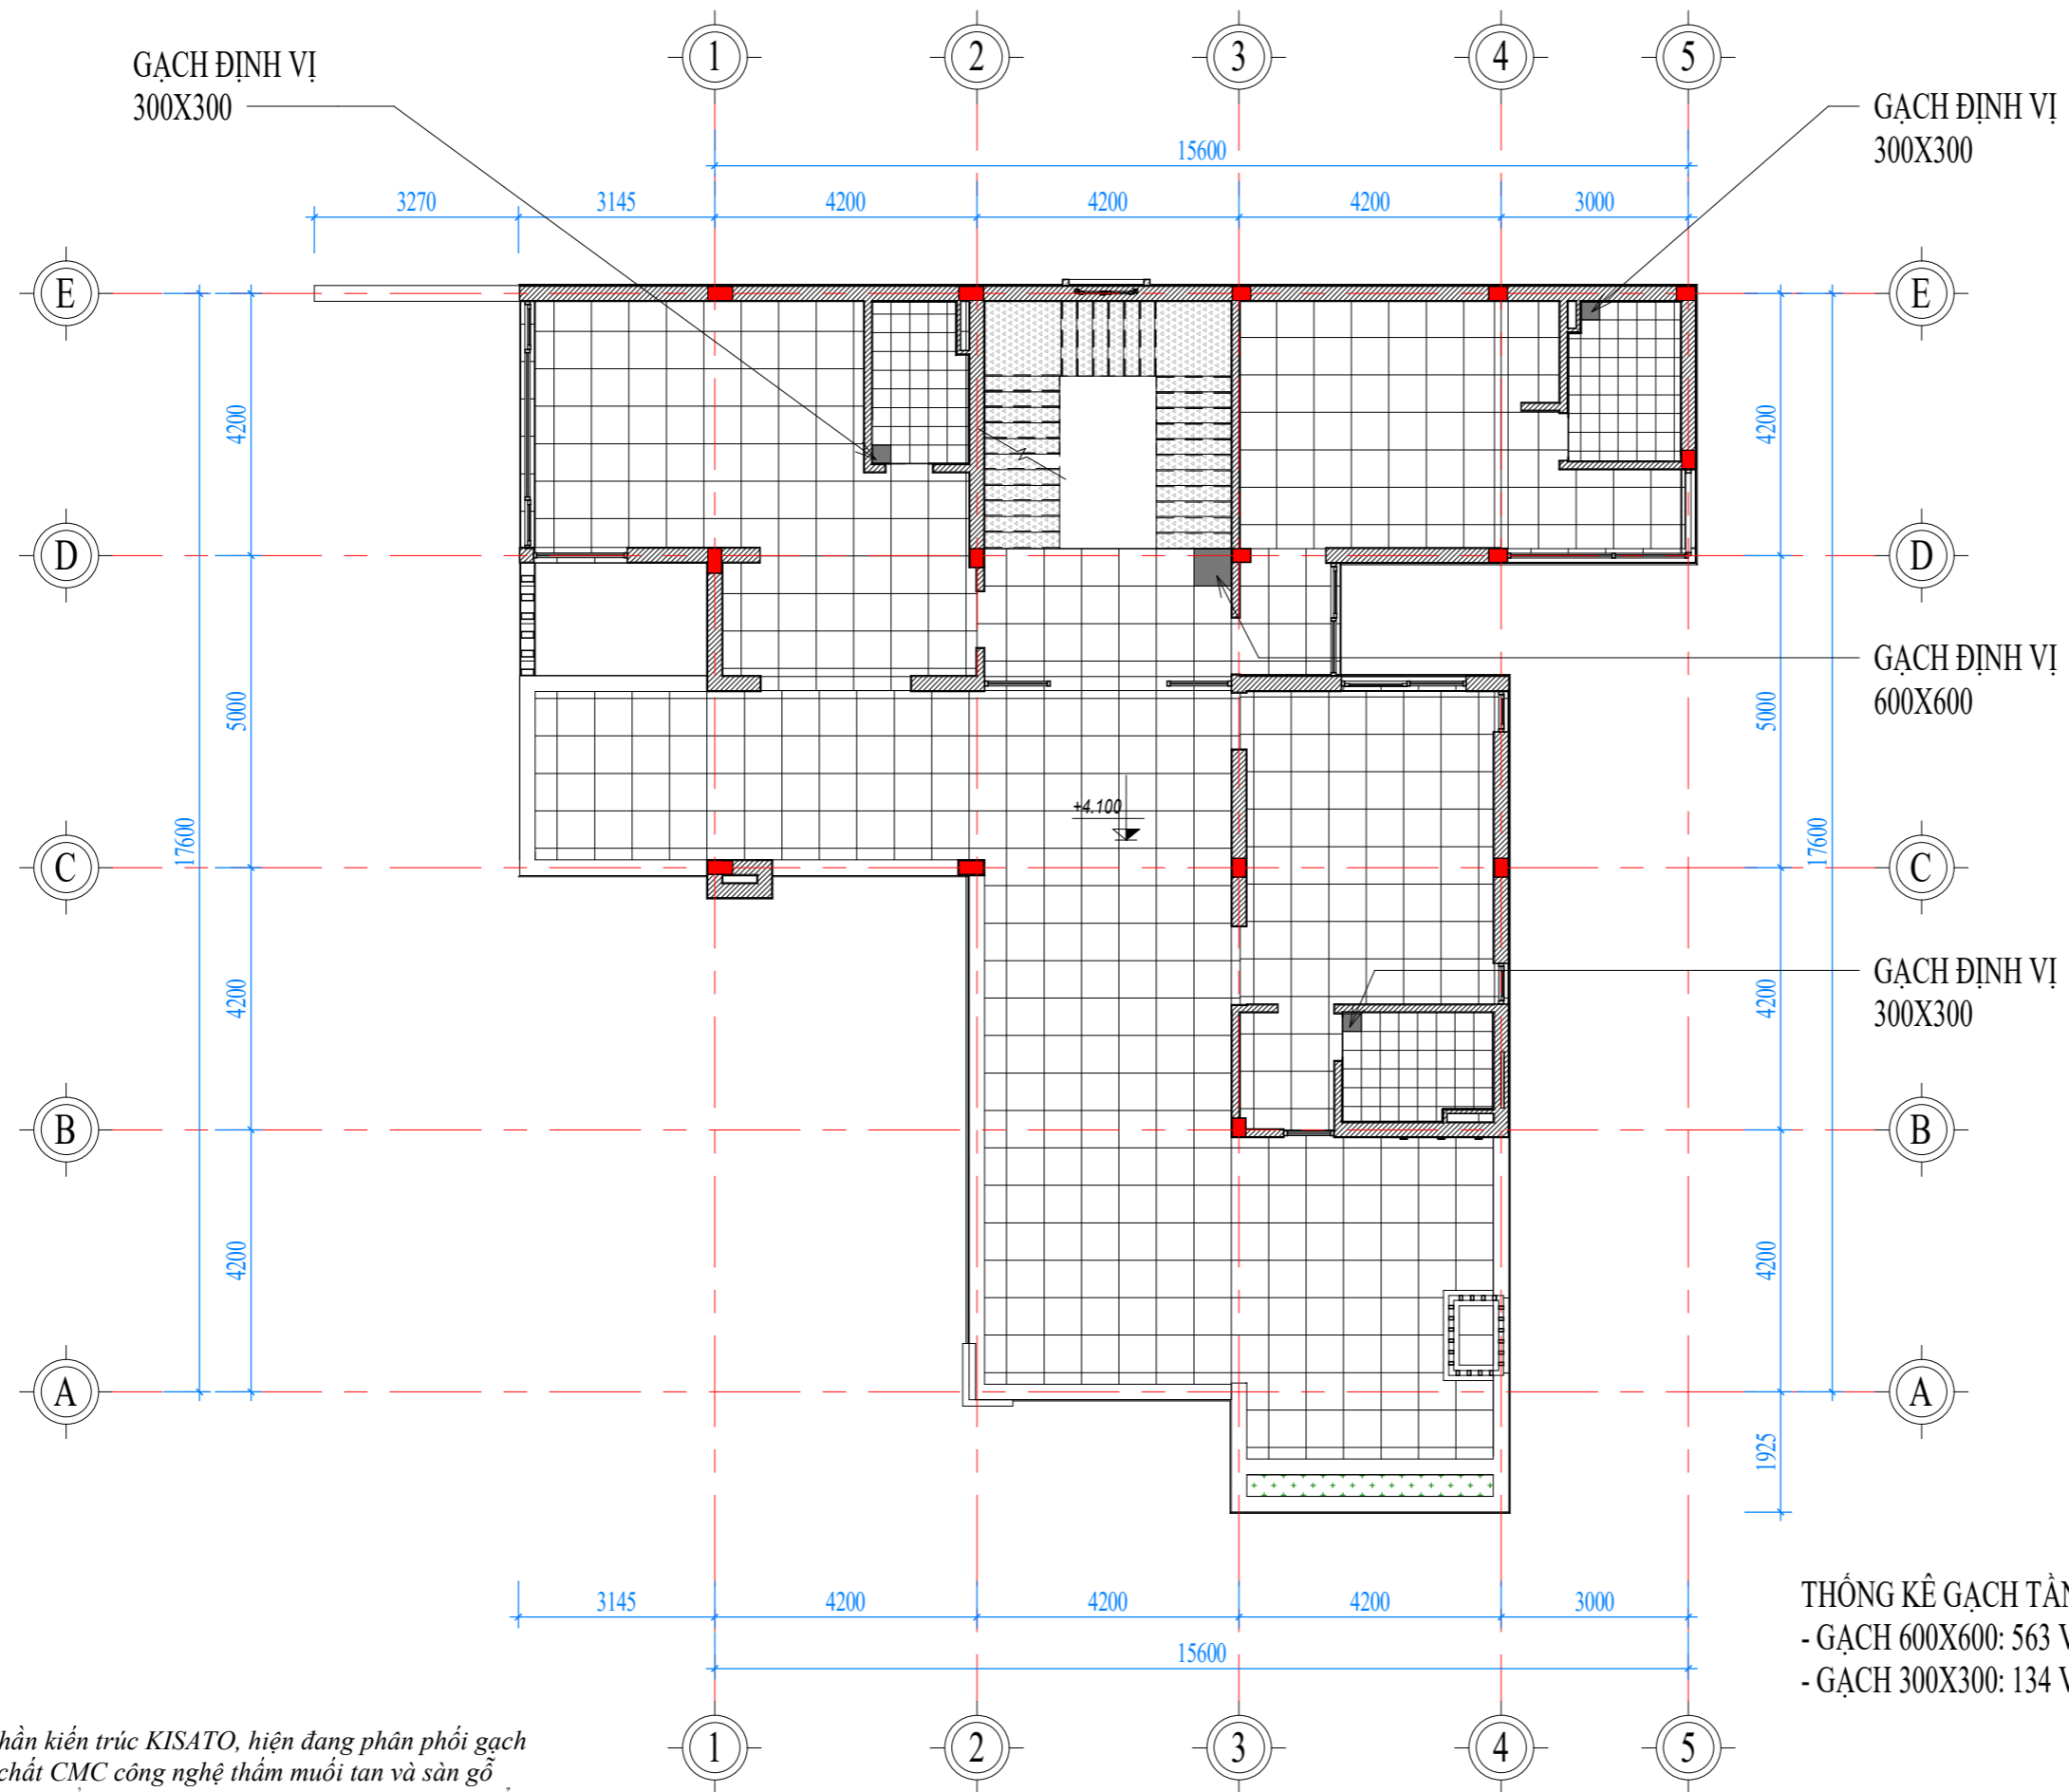 1
2
3
4
5
GẠCH ĐỊNH VỊ
300X300
GẠCH ĐỊNH VỊ
300X300
15600
3270
3145
4200
4200
4200
3000
E
E
4200
4200
D
D
GẠCH ĐỊNH VỊ
600X600
5000
5000
17600
17600
+4.100
C
C
GẠCH ĐỊNH VỊ
300X300
4200
4200
B
B
4200
4200
A
A
1925
3145
4200
4200
4200
3000
15600
THỐNG KÊ GẠCH
- GẠCH 600X600: 563
- GẠCH 300X300: 134
1
2
3
4
5
kiến trúc KISATO, hiện đang phân phối gạch
chất CMC công nghệ thấm muối tan và sàn gỗ